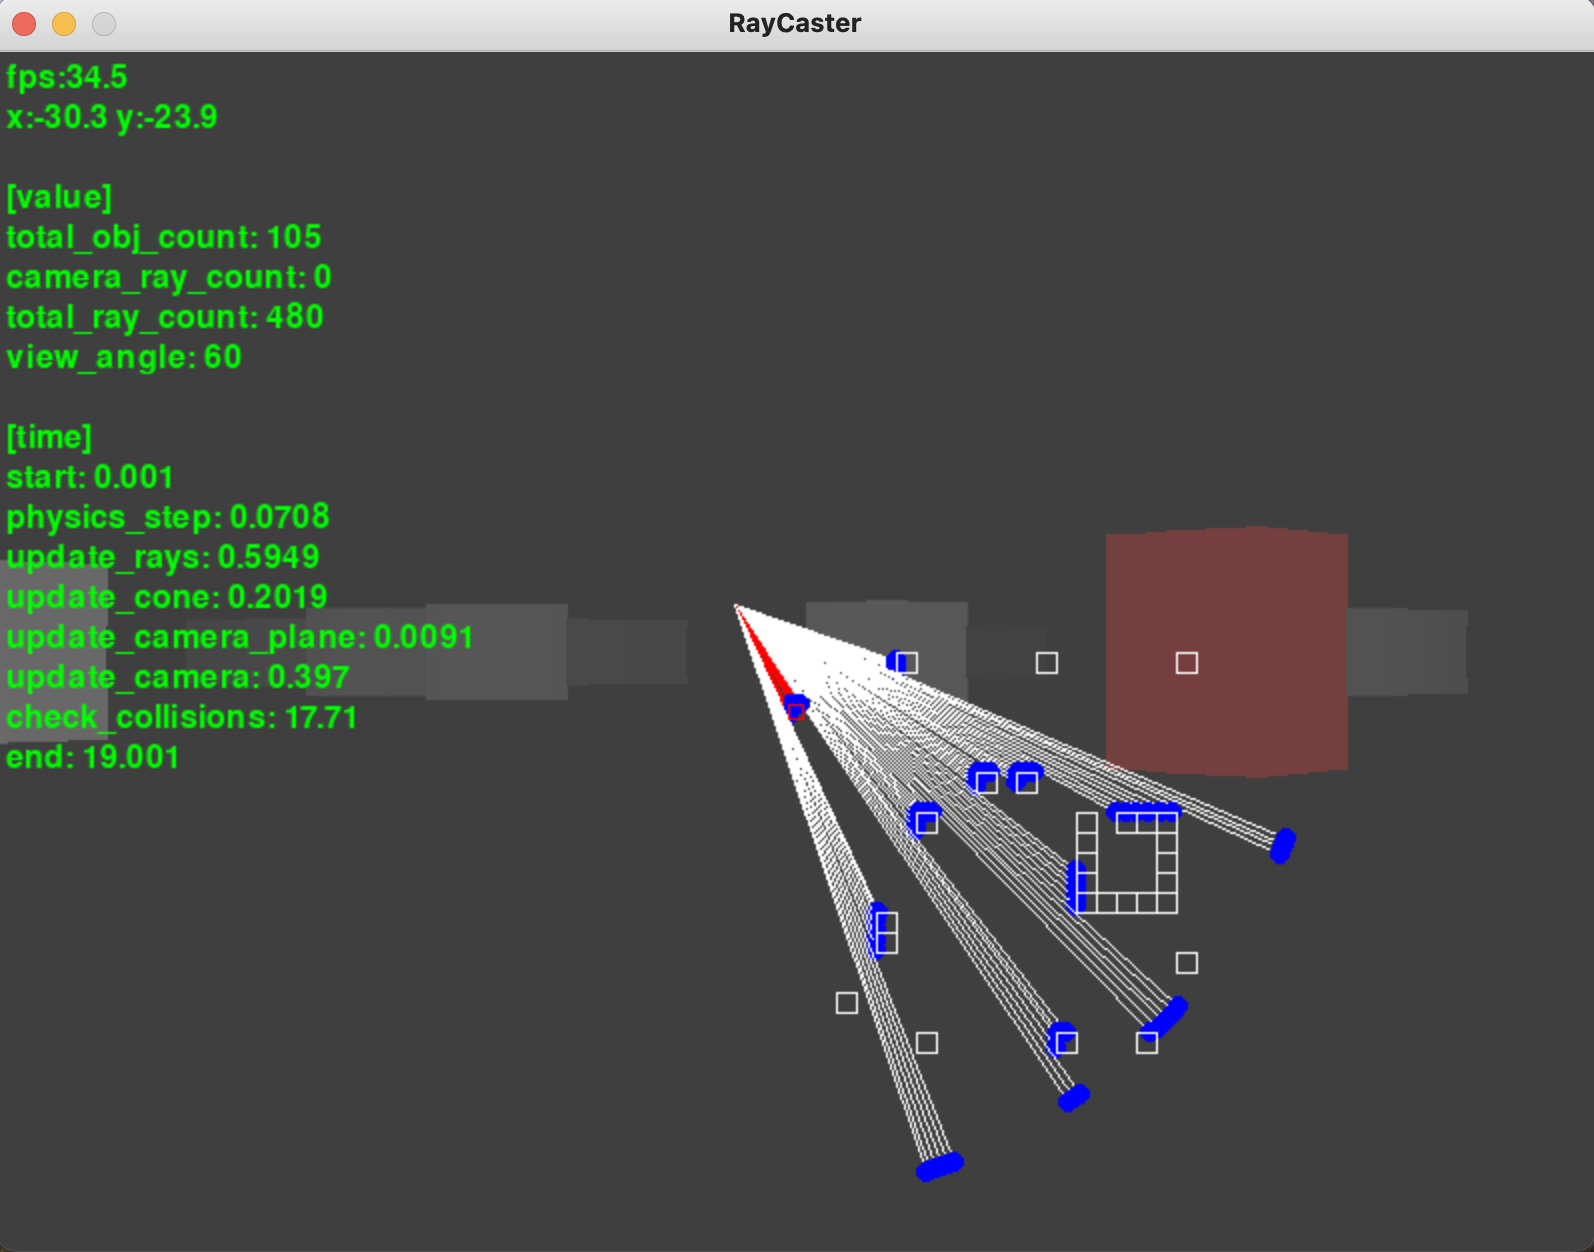 RayCaster
fps:34.5
x:-30.3 y:-23.9
[value]
total_obj_count: 105
camera_ray_count: 0
total_ray_count: 480
view_angle: 60
[time]
start: 0.001
physics_step: 0.0708
update_rays: 0.5949
update_cone: 0.2019
update_camera_plane: 0.0091
update_camera: 0.397
check_collisions: 17.71
end: 19.001